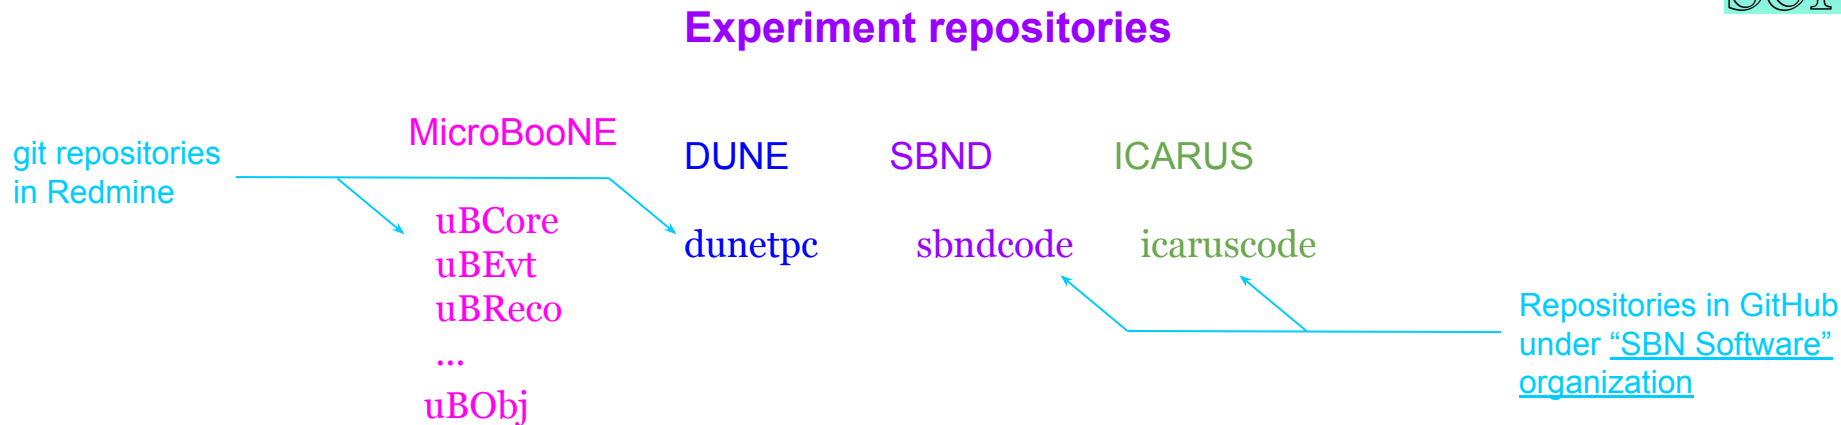 Experiment repositories
git repositories
in Redmine
MicroBooNE
DUNE
SBND
ICARUS
uBCore
uBEvt
uBReco
...
uBObj
dunetpc
sbndcode
icaruscode
Repositories in GitHub
under “SBN Software”
organization